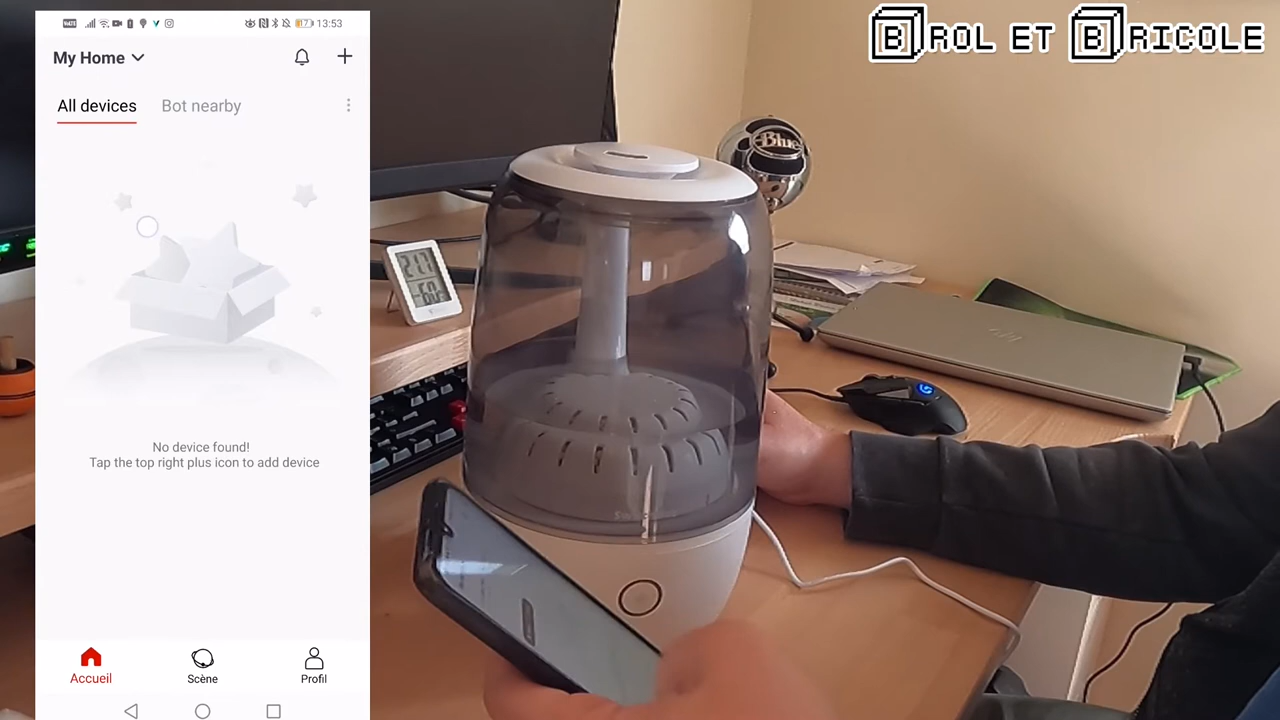 13:53
BROL ET BRICOLE
My Home
All devices
Bot nearby
Blue
No device found!
Tap the top right plus icon to add device
Accueil
Scène
Profil